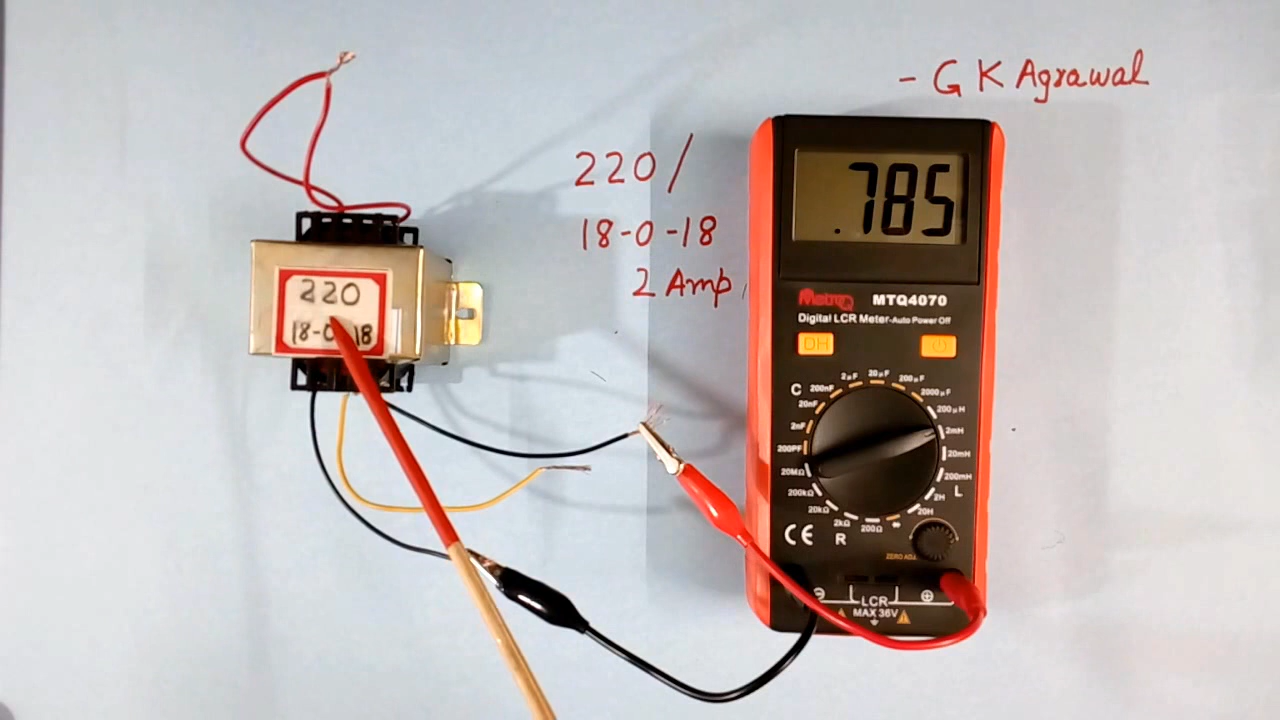 - G K Agrawal
220/
18-0-18
2 Amp.
220
18-0-18
.785
MetroQ MTQ4070
Digital LCR Meter-Auto Power Off
DH
C 200nF 2µF 20µF 200µF
20nF 2000µF
2nF 200µH
200PF 2mH
20MΩ 20mH
200kΩ 200mH
20kΩ 2H L
2kΩ 200Ω 20H
CE R
ZERO ADJ
LCR
MAX 36V